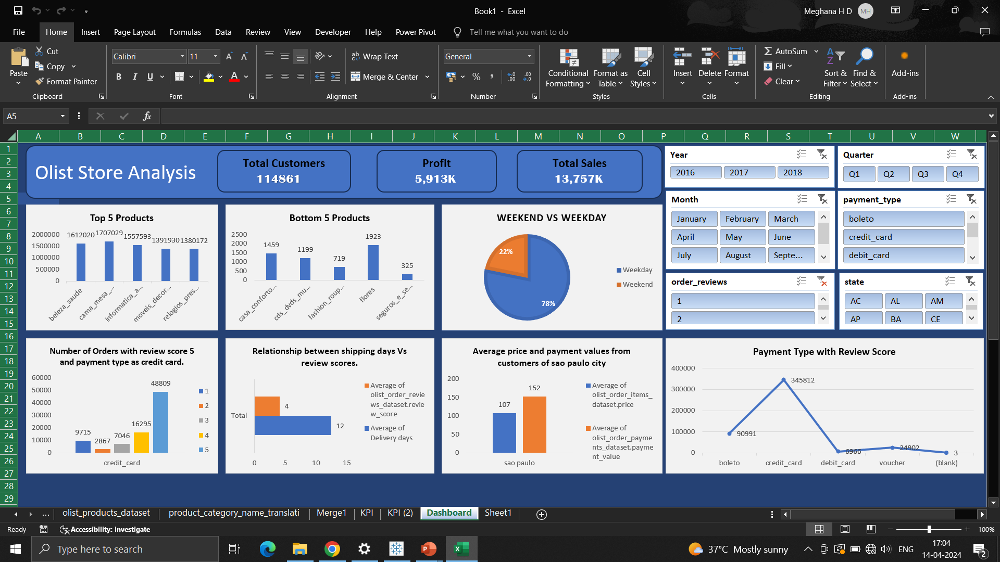 Book1 - Excel
Meghana H D
MH
File
Home
Insert
Page Layout
Formulas
Data
Review
View
Developer
Help
Power Pivot
Tell me what you want to do
Paste
Cut
Copy
Format Painter
Clipboard
Calibri
11
B I U
Font
ab Wrap Text
Merge & Center
Alignment
General
% ,
Number
Conditional Formatting
Format as Table
Cell Styles
Styles
Insert
Delete
Format
Cells
AutoSum
Fill
Clear
Sort & Filter
Find & Select
Editing
Add-ins
Add-ins
A5
fx
A B C D E F G H I J K L M N O P Q R S T U V W
1
2
3
4
5
6
7
8
9
10
11
12
13
14
15
16
17
18
19
20
21
22
23
24
25
26
27
28
29
Olist Store Analysis
Total Customers
114861
Profit
5,913K
Total Sales
13,757K
Year
2016 2017 2018
Quarter
Q1 Q2 Q3 Q4
Month
January February March
April May June
July August Septe...
payment_type
boleto
credit_card
debit_card
order_reviews
1
2
state
AC AL AM
AP BA CE
Top 5 Products
2000000
1500000
1000000
500000
0
1612020
1707029
1557593
1391930
1380172
beleza_saude
cama_mesa_...
informatica_a...
moveis_decor...
relogios_pres...
Bottom 5 Products
2500
2000
1500
1000
500
0
1459
1199
719
1923
325
casa_conforto...
cds_dvds_mu...
fashion_roup...
flores
seguros_e_se...
WEEKEND VS WEEKDAY
22%
78%
Weekday
Weekend
Number of Orders with review score 5
and payment type as credit card.
60000
50000
40000
30000
20000
10000
0
9715
2867
7046
16295
48809
credit_card
1
2
3
4
5
Relationship between shipping days Vs
review scores.
Total
4
12
0 5 10 15
Average of
olist_order_revie
ws_dataset.revie
w_score
Average of
Delivery days
Average price and payment values from
customers of sao paulo city
200
150
100
50
0
107
152
sao paulo
Average of
olist_order_items_
dataset.price
Average of
olist_order_payme
nts_dataset.payme
nt_value
Payment Type with Review Score
400000
300000
200000
100000
0
90991
345812
6966
24902
3
boleto credit_card debit_card voucher (blank)
... olist_products_dataset product_category_name_translati Merge1 KPI KPI (2) Dashboard Sheet1
Ready
Accessibility: Investigate
100%
Type here to search
37°C Mostly sunny
ENG
17:04
14-04-2024
2